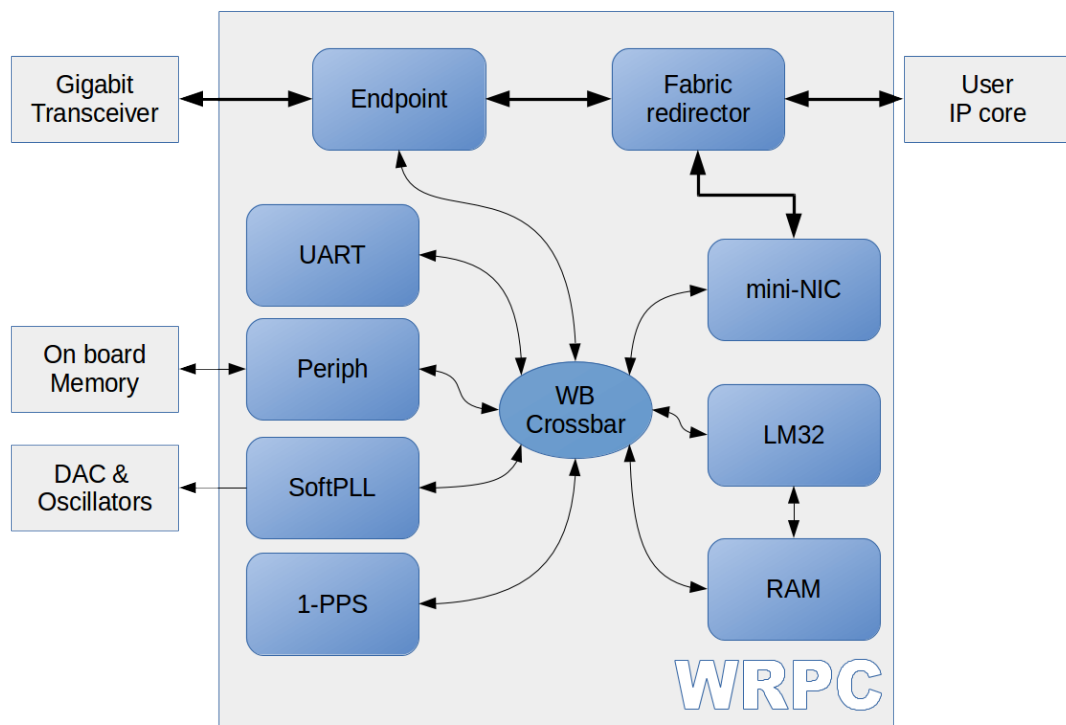 Gigabit
Transceiver
Endpoint
Fabric
redirector
User
IP core
UART
mini-NIC
On board
Memory
Periph
WB
Crossbar
LM32
DAC &
Oscillators
SoftPLL
1-PPS
RAM
WRPC